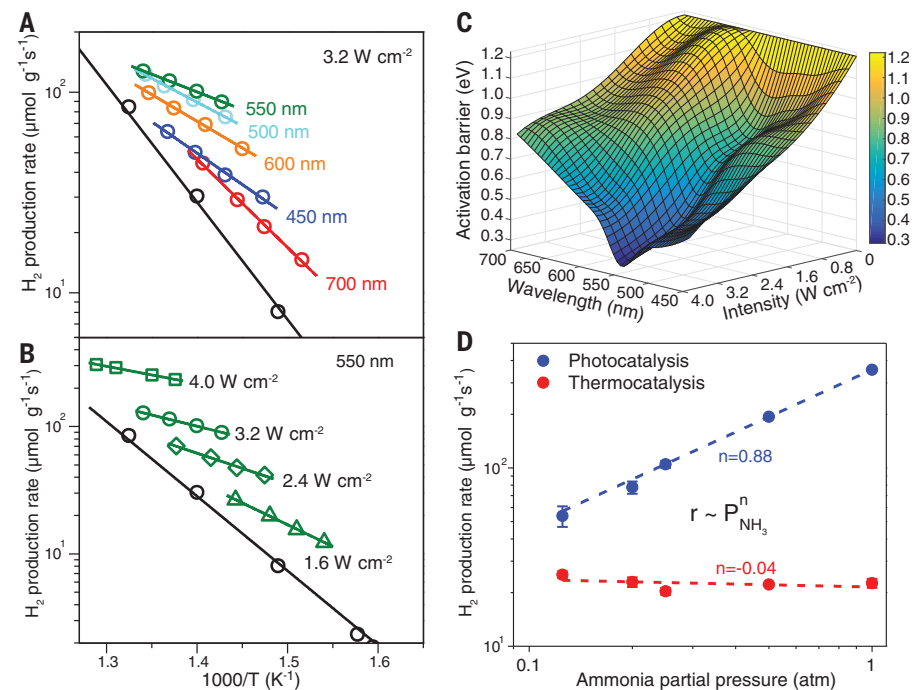 A
H₂ production rate (μmol g⁻¹s⁻¹)
10²
10¹
3.2 W cm⁻²
550 nm
500 nm
600 nm
450 nm
700 nm
B
H₂ production rate (μmol g⁻¹s⁻¹)
10²
10¹
550 nm
4.0 W cm⁻²
3.2 W cm⁻²
2.4 W cm⁻²
1.6 W cm⁻²
1.3 1.4 1.5 1.6
1000/T (K⁻¹)
C
Activation barrier (eV)
1.2
1.2
1.1
1.0
0.9
0.8
0.7
0.6
0.5
0.4
0.3
700 650 600 550 500 450
Wavelength (nm)
4.0 3.2 2.4 1.6 0.8 0
Intensity (W cm⁻²)
1.2
1.2
1.1
1.0
0.9
0.8
0.7
0.6
0.5
0.4
0.3
D
H₂ production rate (μmol g⁻¹s⁻¹)
10²
10¹
Photocatalysis
Thermocatalysis
n=0.88
r ~ Pⁿ_NH₃
n=-0.04
0.1 1
Ammonia partial pressure (atm)